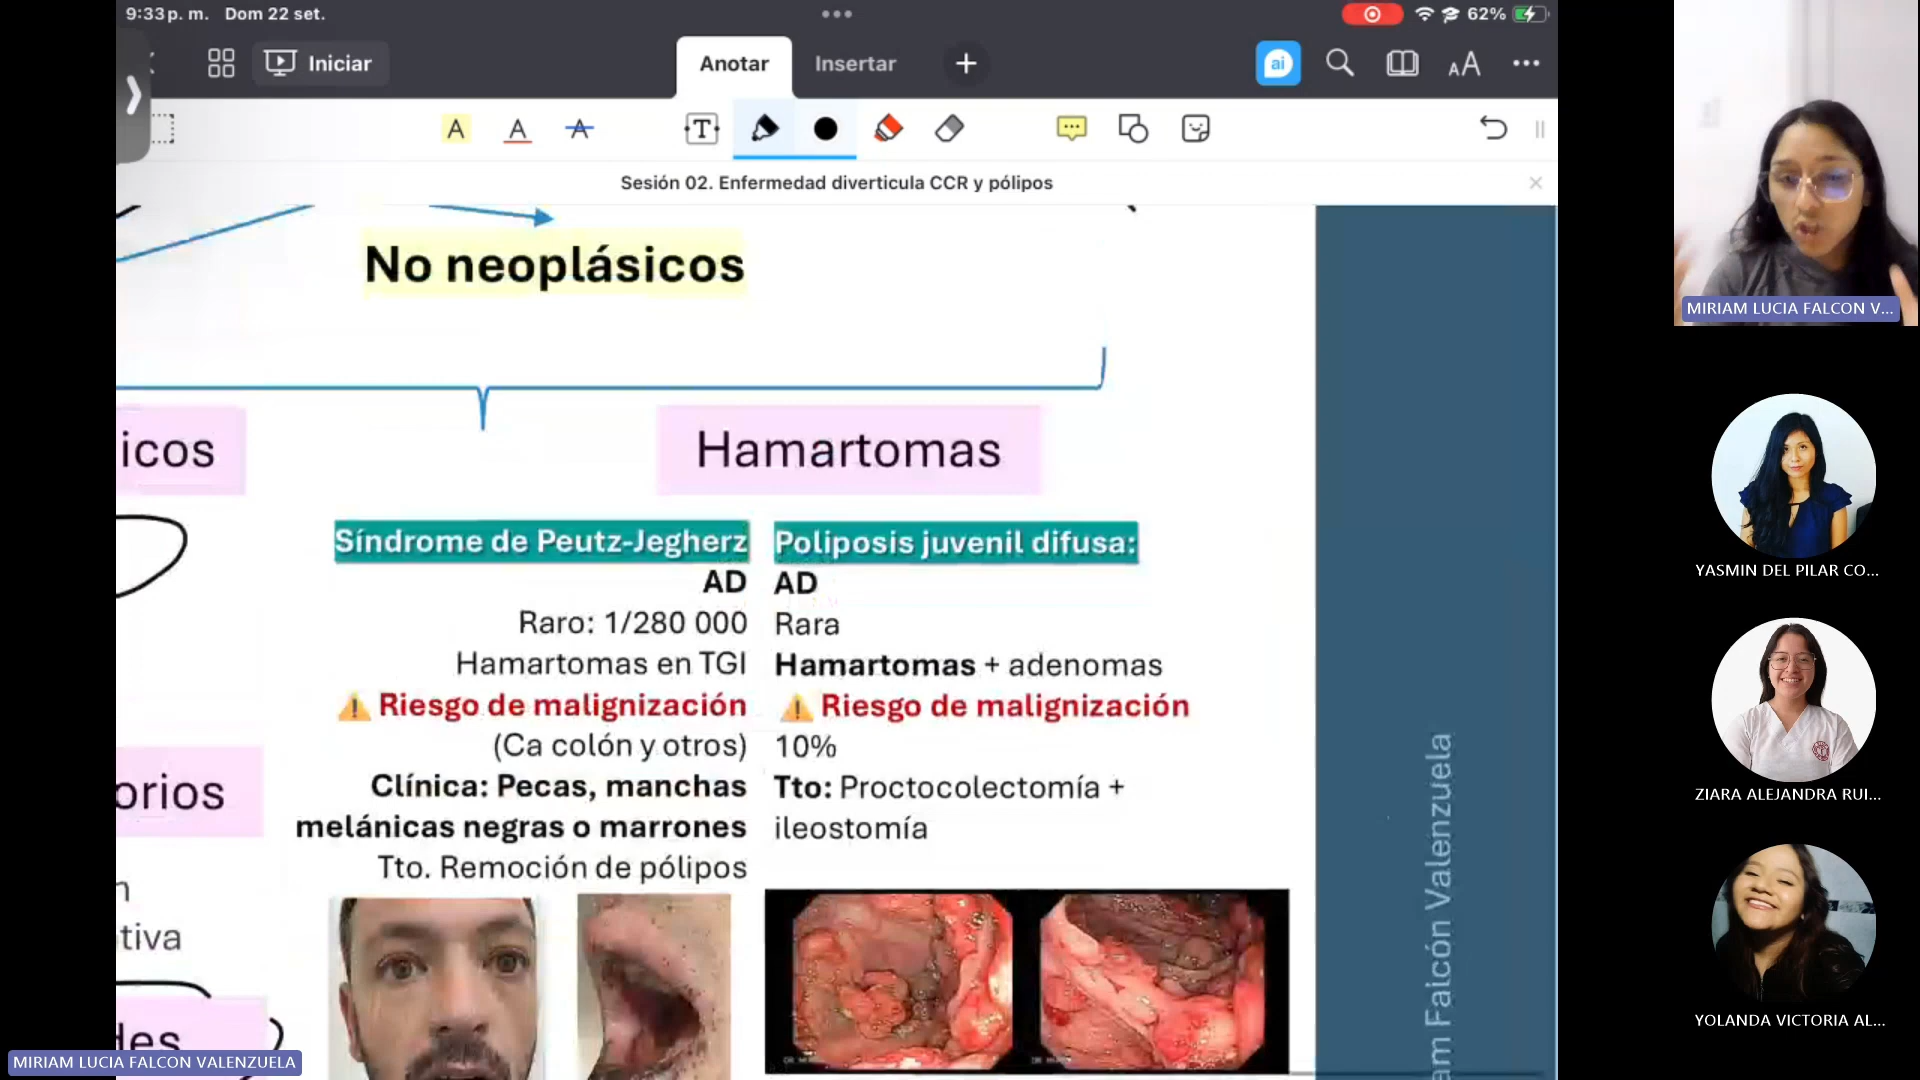 9:33 p. m. Dom 22 set.
62%
Iniciar
Anotar
Insertar
ai
AA
A
A
A
T
Sesión 02. Enfermedad diverticula CCR y pólipos
No neoplásicos
icos
Hamartomas
Síndrome de Peutz-Jegherz
AD
Raro: 1/280 000
Hamartomas en TGI
⚠️ Riesgo de malignización
(Ca colón y otros)
Clínica: Pecas, manchas
melánicas negras o marrones
Tto. Remoción de pólipos
Poliposis juvenil difusa:
AD
Rara
Hamartomas + adenomas
⚠️ Riesgo de malignización
10%
Tto: Proctocolectomía +
ileostomía
orios
n
tiva
des
am Falcón Valenzuela
MIRIAM LUCIA FALCON V...
YASMIN DEL PILAR CO...
ZIARA ALEJANDRA RUI...
YOLANDA VICTORIA AL...
MIRIAM LUCIA FALCON VALENZUELA